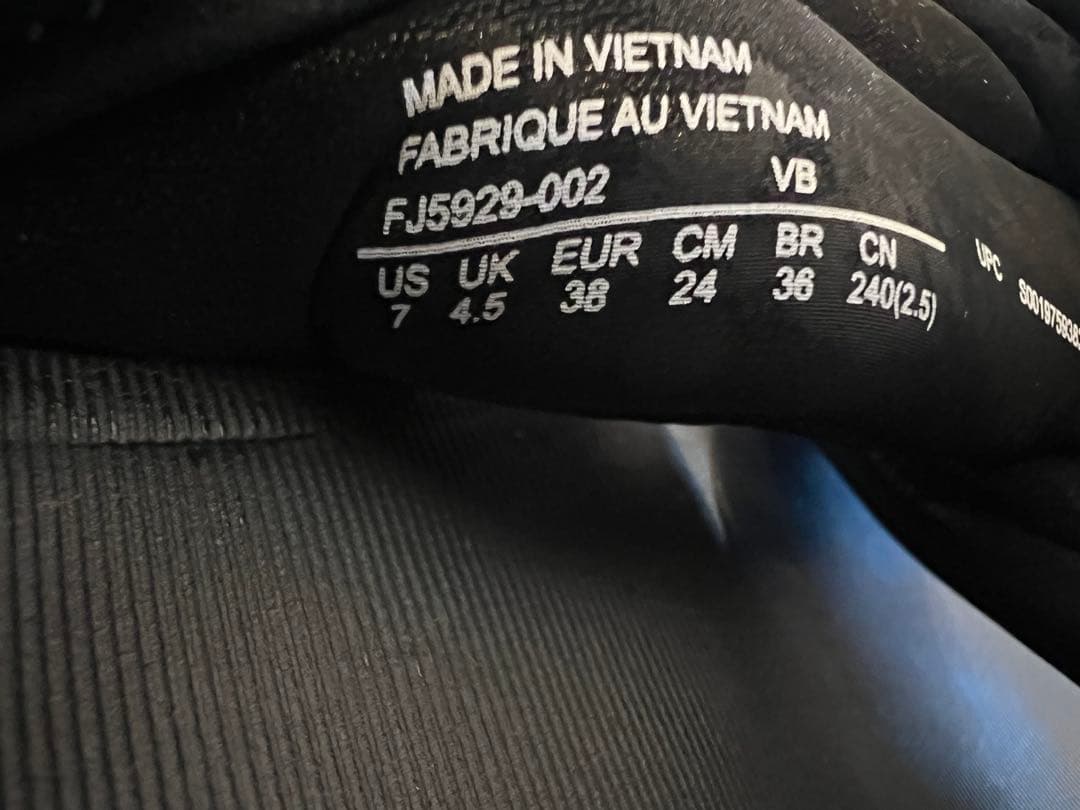 MADE IN VIETNAM
FABRIQUE AU VIETNAM
FJ5929-002 VB
US UK EUR CM BR CN
7 4.5 38 24 36 240(2.5)
UPC S0019759383